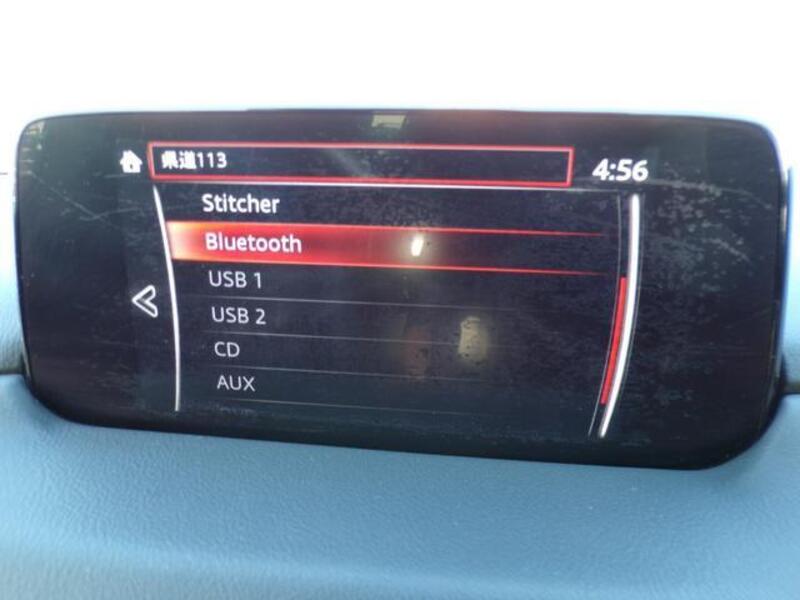 県道113
4:56
Stitcher
Bluetooth
USB 1
USB 2
CD
AUX